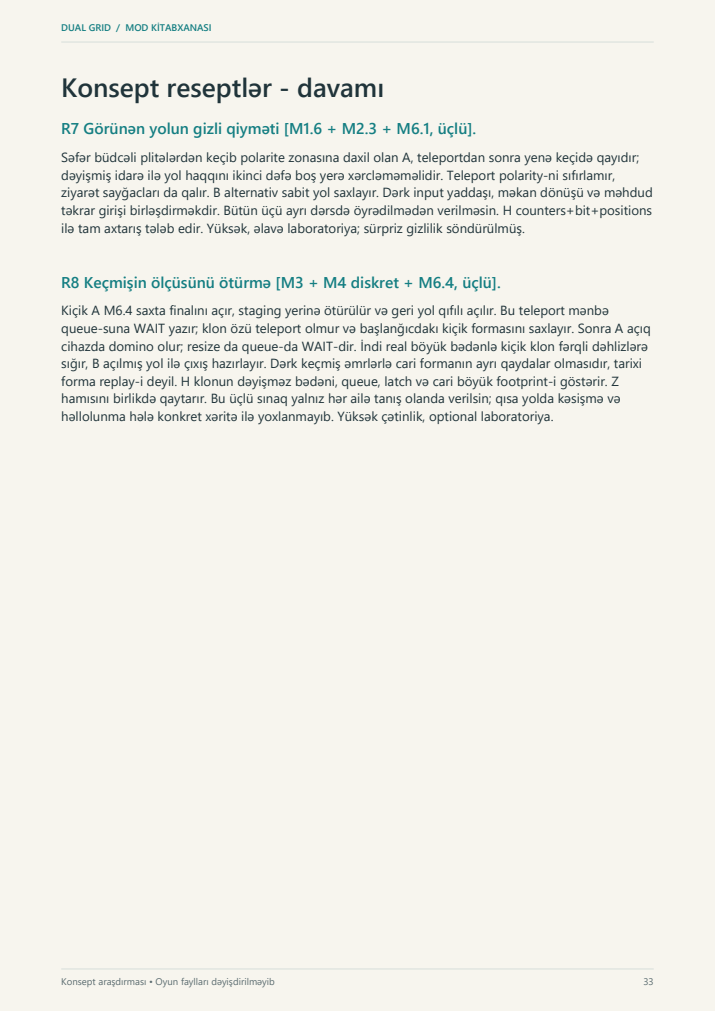 DUAL GRID / MOD KİTABXANASI
Konsept reseptlər - davamı
R7 Görünən yolun gizli qiyməti [M1.6 + M2.3 + M6.1, üçlü].
Səfər büdcəli plitələrdən keçib polarite zonasına daxil olan A, teleportdan sonra yenə keçidə qayıdır;
dəyişmiş idarə ilə yol haqqını ikinci dəfə boş yerə xərcləməməlidir. Teleport polarity-ni sıfırlamır,
ziyarət sayğacları da qalır. B alternativ sabit yol saxlayır. Dərk input yaddaşı, məkan dönüşü və məhdud
təkrar girişi birləşdirməkdir. Bütün üçü ayrı dərsdə öyrədilmədən verilməsin. H counters+bit+positions
ilə tam axtarış tələb edir. Yüksək, əlavə laboratoriya; sürpriz gizlilik söndürülmüş.
R8 Keçmişin ölçüsünü ötürmə [M3 + M4 diskret + M6.4, üçlü].
Kiçik A M6.4 saxta finalını açır, staging yerinə ötürülür və geri yol qıfılı açılır. Bu teleport mənbə
queue-suna WAIT yazır; klon özü teleport olmur və başlanğıcdakı kiçik formasını saxlayır. Sonra A açıq
cihazda domino olur; resize da queue-da WAIT-dir. İndi real böyük bədənlə kiçik klon fərqli dəhlizlərə
sığır, B açılmış yol ilə çıxış hazırlayır. Dərk keçmiş əmrlərlə cari formanın ayrı qaydalar olmasıdır, tarixi
forma replay-i deyil. H klonun dəyişməz bədəni, queue, latch və cari böyük footprint-i göstərir. Z
hamısını birlikdə qaytarır. Bu üçlü sınaq yalnız hər ailə tanış olanda verilsin; qısa yolda kəsişmə və
həllolunma hələ konkret xəritə ilə yoxlanmayıb. Yüksək çətinlik, optional laboratoriya.
Konsept araşdırması • Oyun faylları dəyişdirilməyib
33